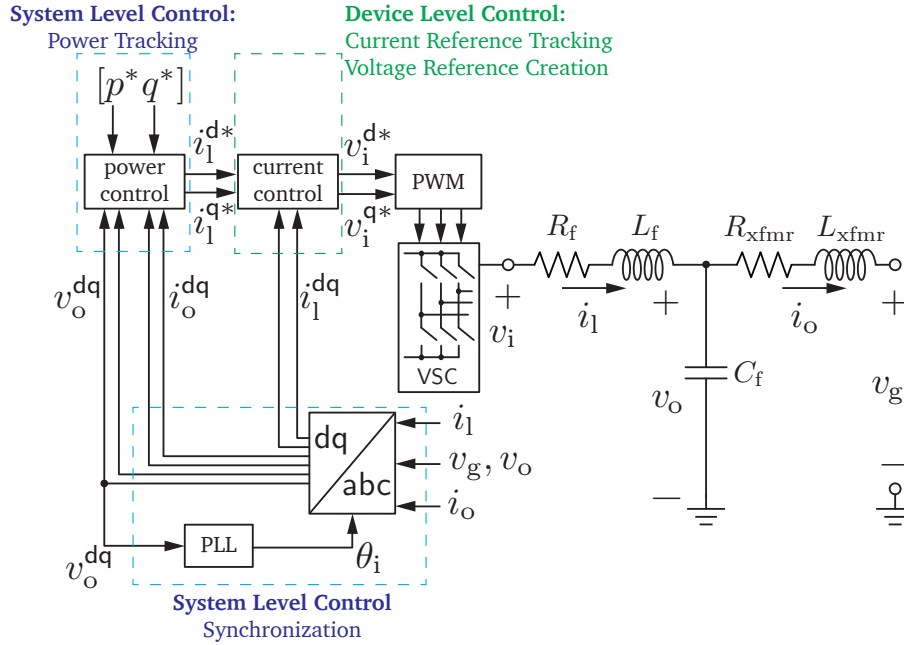 System Level Control:
Power Tracking
Device Level Control:
Current Reference Tracking
Voltage Reference Creation
[p* q*]
i_l^{d*}
i_l^{q*}
v_i^{d*}
v_i^{q*}
power
control
current
control
PWM
R_f
L_f
R_xfmr
L_xfmr
v_o^{dq}
i_o^{dq}
i_l^{dq}
VSC
+
v_i
i_l
+
i_o
+
v_o
C_f
v_g
−
−
dq
abc
i_l
v_g, v_o
i_o
v_o^{dq}
PLL
θ_i
System Level Control
Synchronization